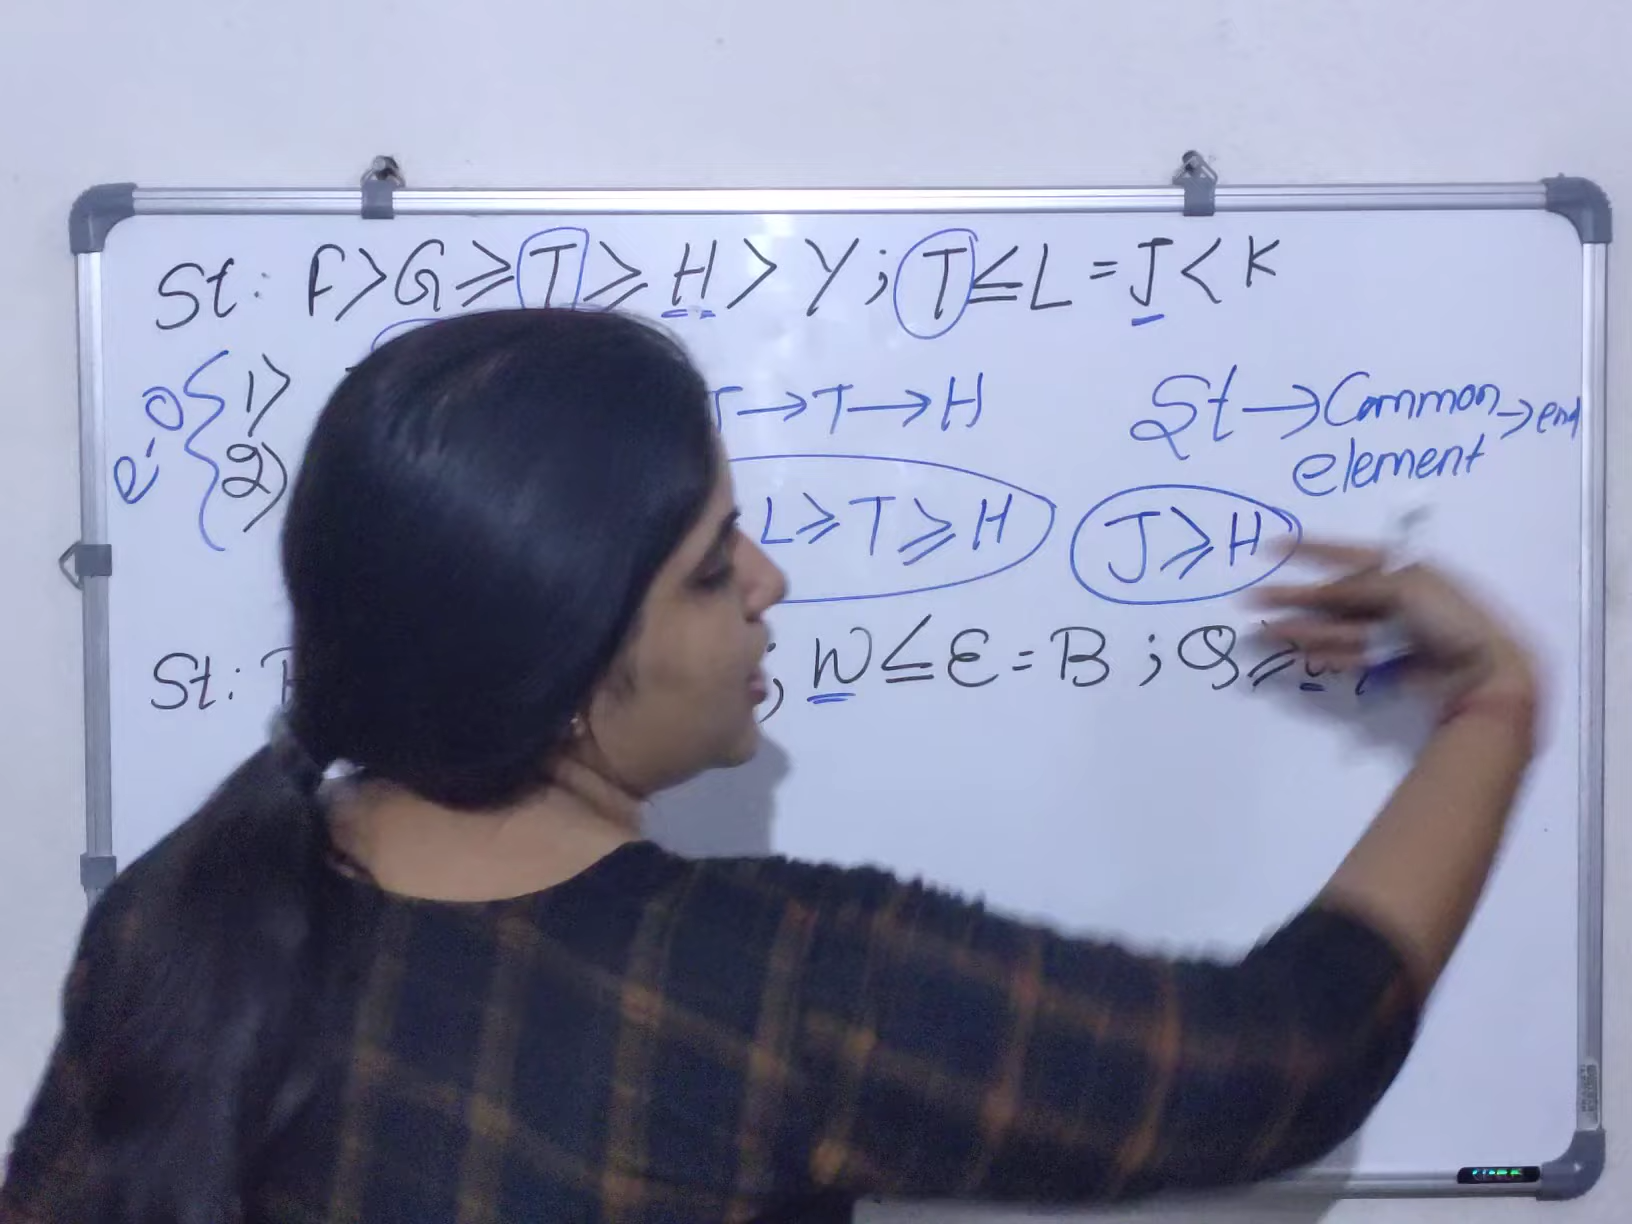 St: F>G⩾T⩾H>Y; T≤L=J<K
1>
2>
T→T→H
St→Common→end
element
L⩾T⩾H
J⩾H
St: ; W≤E=B; Q⩾